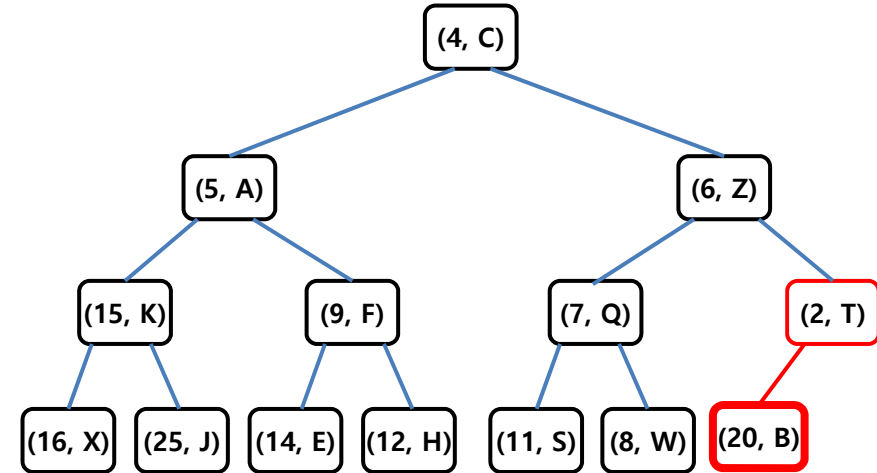 (4, C)
(5, A)
(6, Z)
(15, K)
(9, F)
(7, Q)
(2, T)
(16, X)
(25, J)
(14, E)
(12, H)
(11, S)
(8, W)
(20, B)